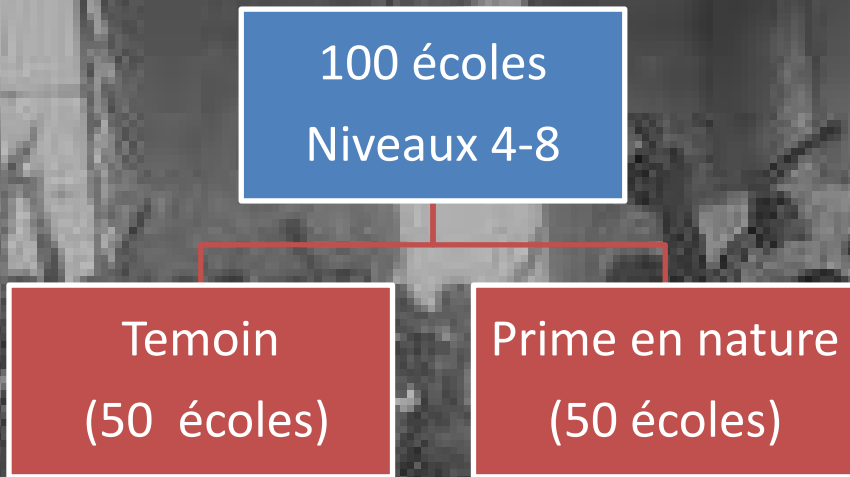 100 écoles
Niveaux 4-8
Temoin
(50 écoles)
Prime en nature
(50 écoles)